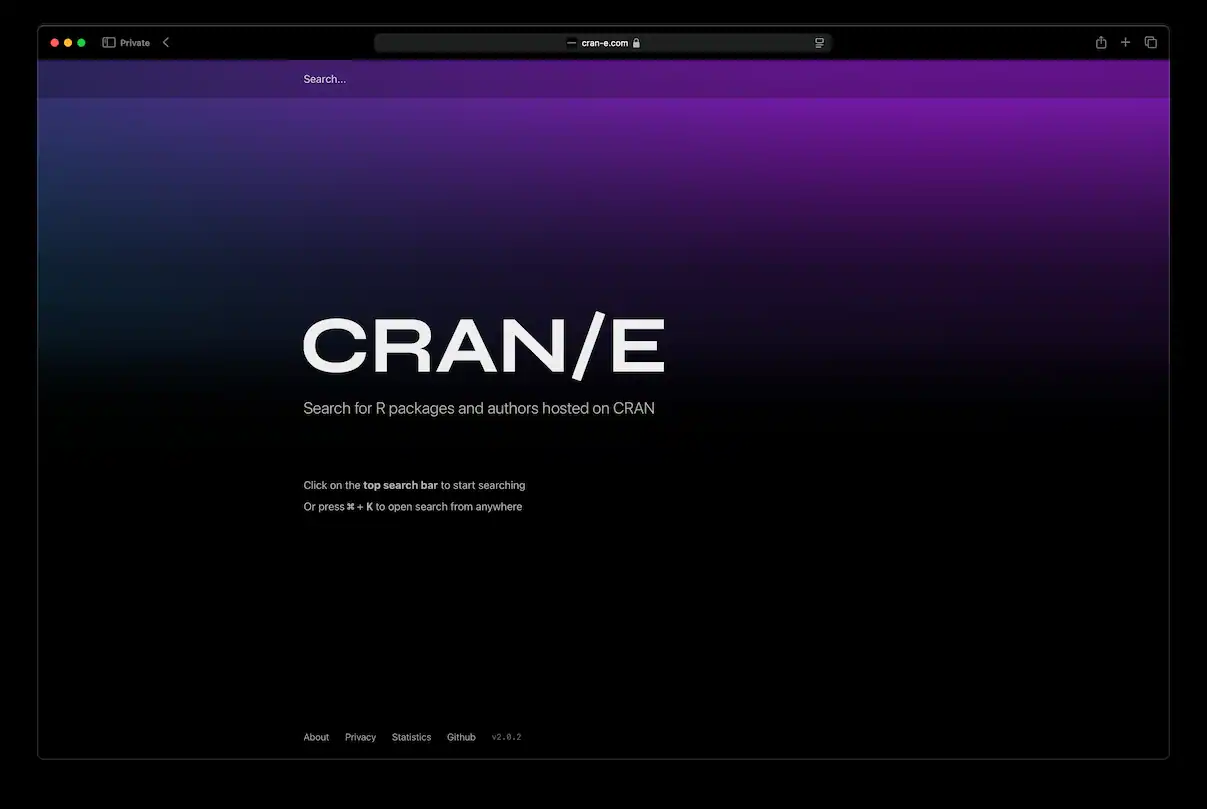 Private
cran-e.com
Search...
CRAN/E
Search for R packages and authors hosted on CRAN
Click on the top search bar to start searching
Or press ⌘ + K to open search from anywhere
About Privacy Statistics Github v2.0.2